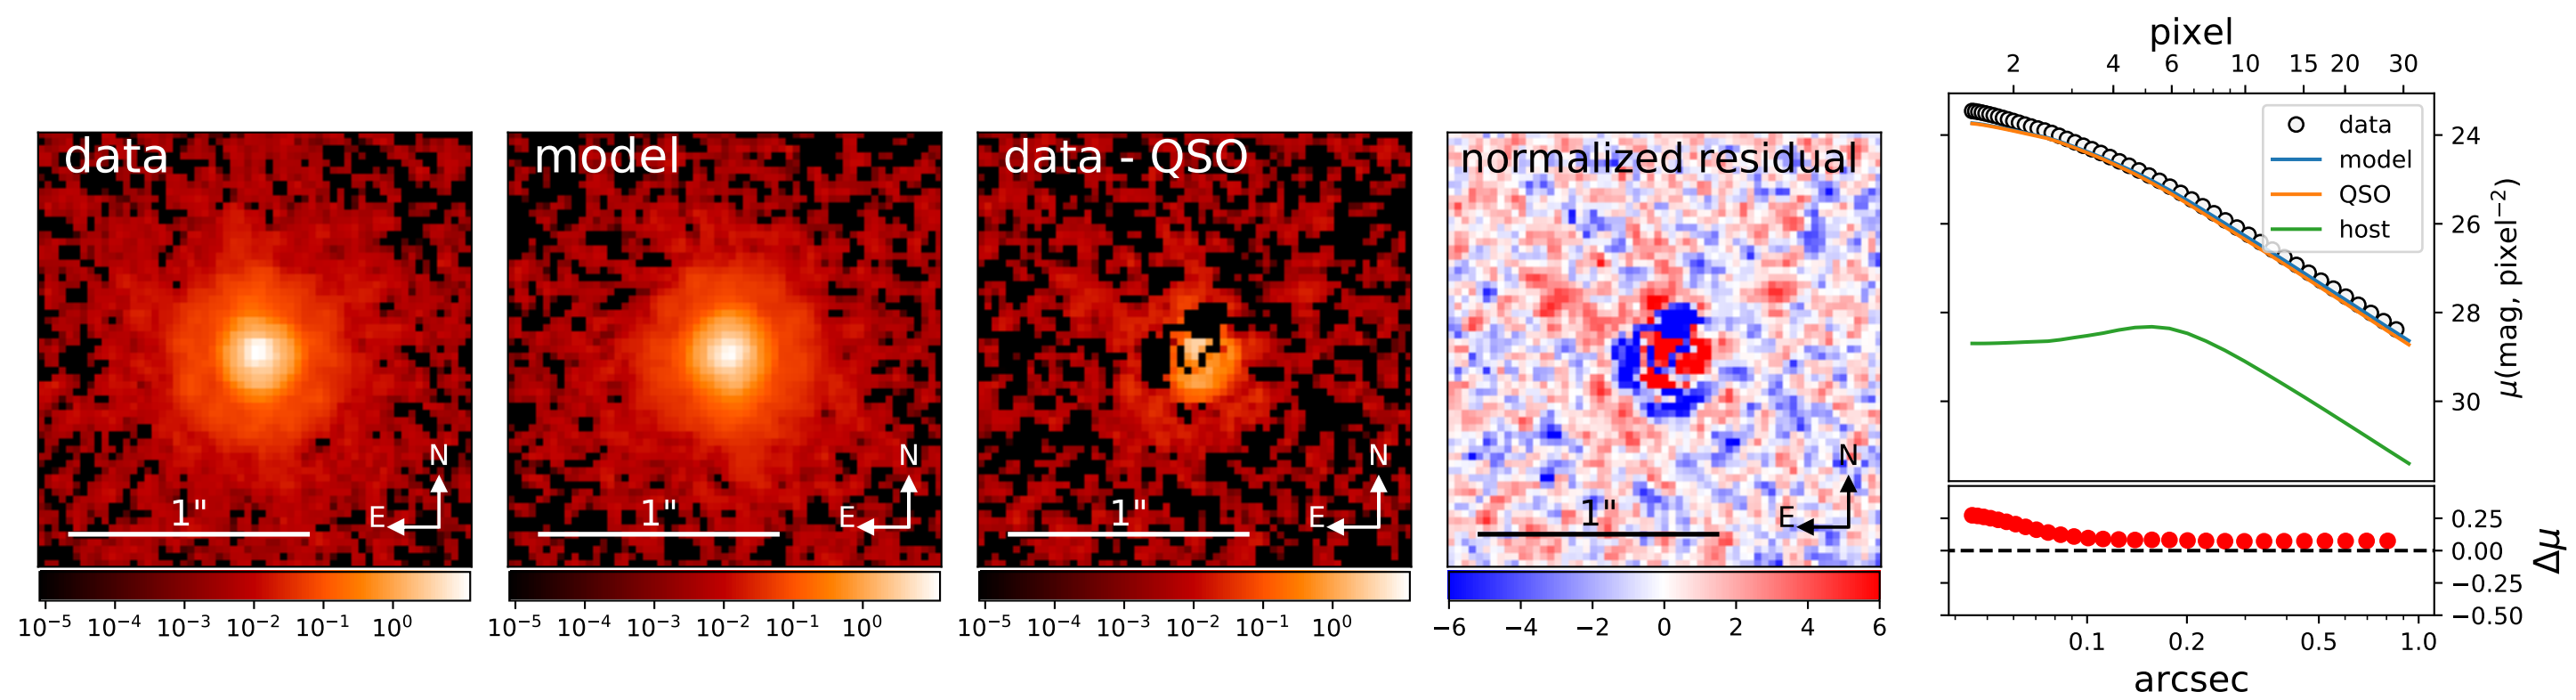 data
N
E
1"
10⁻⁵ 10⁻⁴ 10⁻³ 10⁻² 10⁻¹ 10⁰
model
N
E
1"
10⁻⁵ 10⁻⁴ 10⁻³ 10⁻² 10⁻¹ 10⁰
data - QSO
N
E
1"
10⁻⁵ 10⁻⁴ 10⁻³ 10⁻² 10⁻¹ 10⁰
normalized residual
N
E
1"
−6 −4 −2 0 2 4 6
pixel
2 4 6 10 15 20 30
data
model
QSO
host
24
26
28
30
μ(mag, pixel⁻²)
0.25
0.00
−0.25
−0.50
Δμ
0.1 0.2 0.5 1.0
arcsec